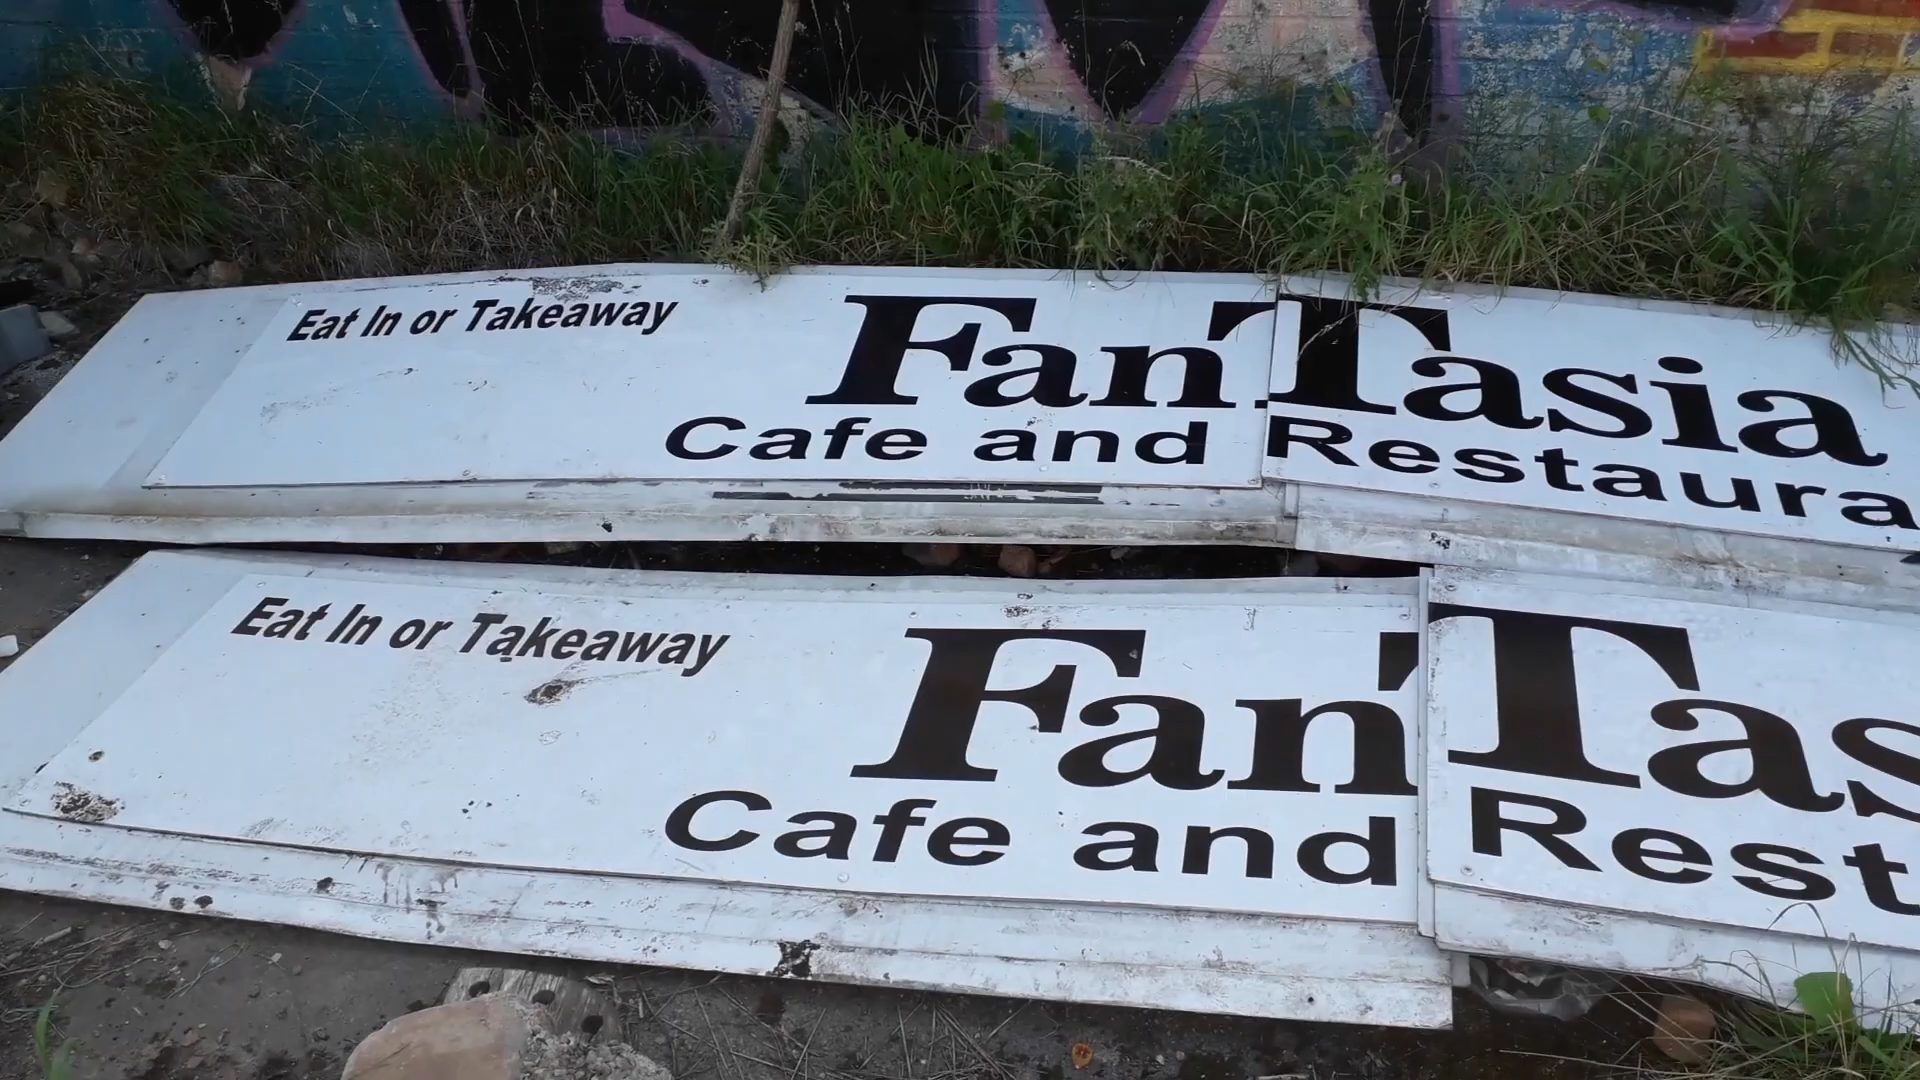 Eat In or Takeaway
FanTasia
Cafe and Restaura
Eat In or Takeaway
FanTas
Cafe and Rest